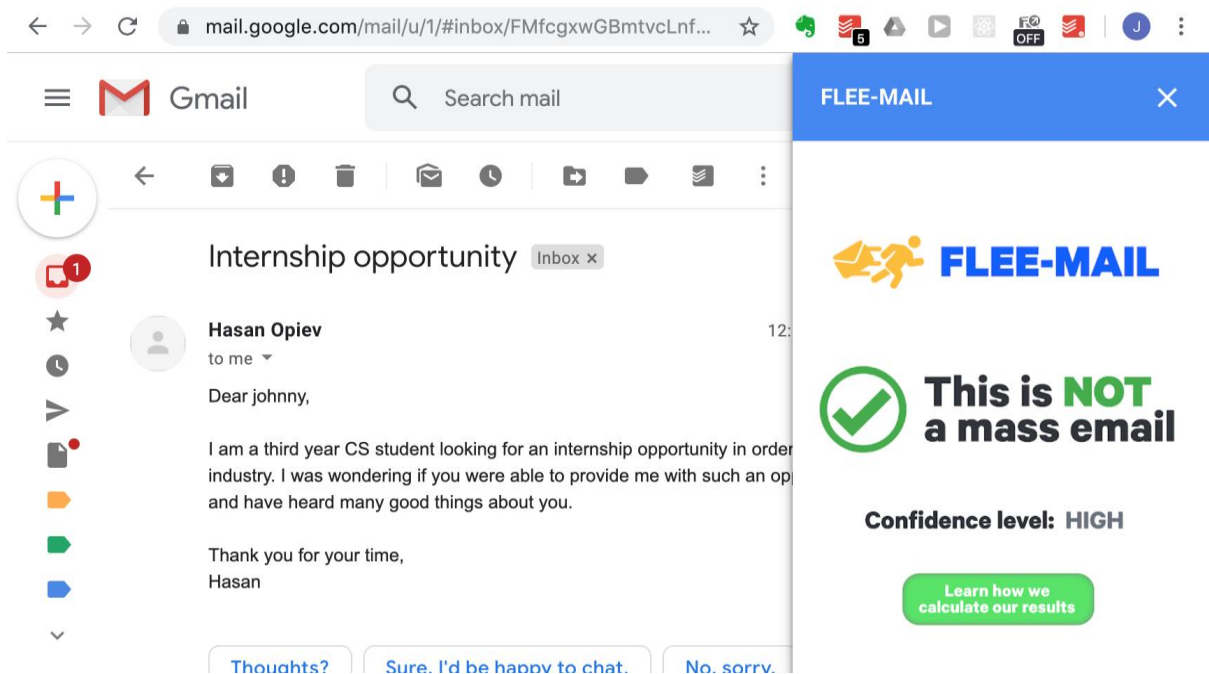 mail.google.com/mail/u/1/#inbox/FMfcgxwGBmtvcLnf...
5
OFF
J
Gmail
Search mail
FLEE-MAIL
Internship opportunity
Inbox ×
1
Hasan Opiev
12:
to me
Dear johnny,
I am a third year CS student looking for an internship opportunity in order
industry. I was wondering if you were able to provide me with such an op
and have heard many good things about you.
Thank you for your time,
Hasan
Thoughts?
Sure, I'd be happy to chat.
No, sorry.
FLEE-MAIL
This is NOT
a mass email
Confidence level: HIGH
Learn how we
calculate our results